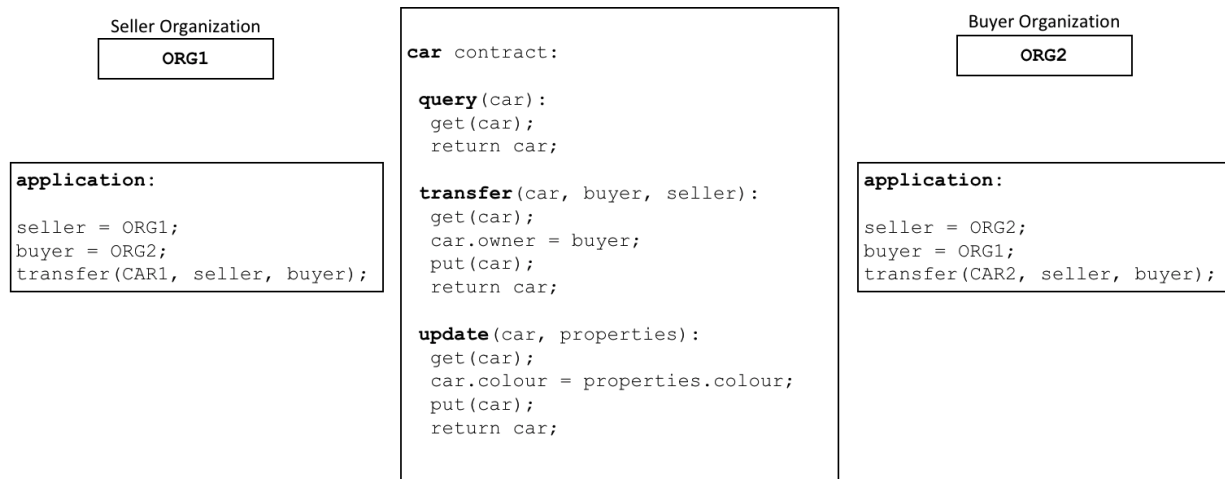 Seller Organization
ORG1
application:
seller = ORG1;
buyer = ORG2;
transfer(CAR1, seller, buyer);
car contract:
query(car):
get(car);
return car;
transfer(car, buyer, seller):
get(car);
car.owner = buyer;
put(car);
return car;
update(car, properties):
get(car);
car.colour = properties.colour;
put(car);
return car;
Buyer Organization
ORG2
application:
seller = ORG2;
buyer = ORG1;
transfer(CAR2, seller, buyer);